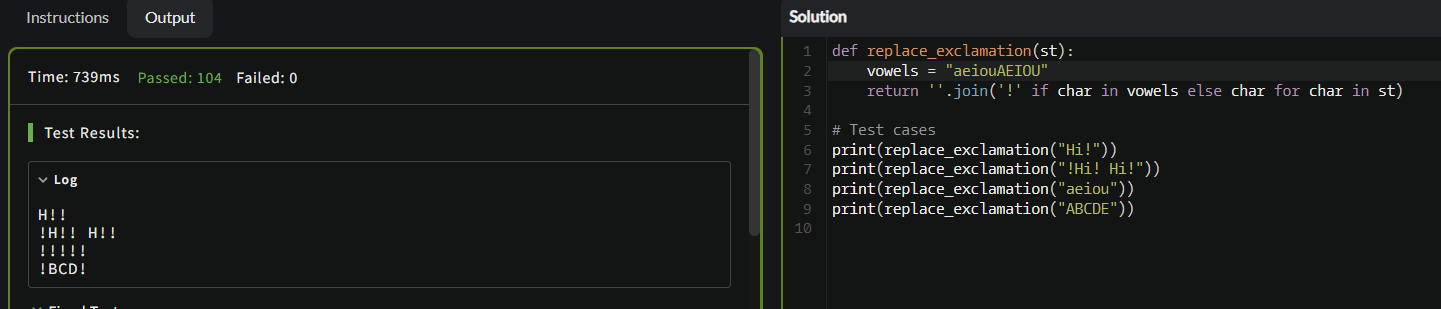 Instructions Output
Time: 739ms Passed: 104 Failed: 0
Test Results:
Log
H!!
!H!! H!!
!!!!!
!BCD!
Solution
1 def replace_exclamation(st):
2     vowels = "aeiouAEIOU"
3     return ''.join('!' if char in vowels else char for char in st)
4
5 # Test cases
6 print(replace_exclamation("Hi!"))
7 print(replace_exclamation("!Hi! Hi!"))
8 print(replace_exclamation("aeiou"))
9 print(replace_exclamation("ABCDE"))
10